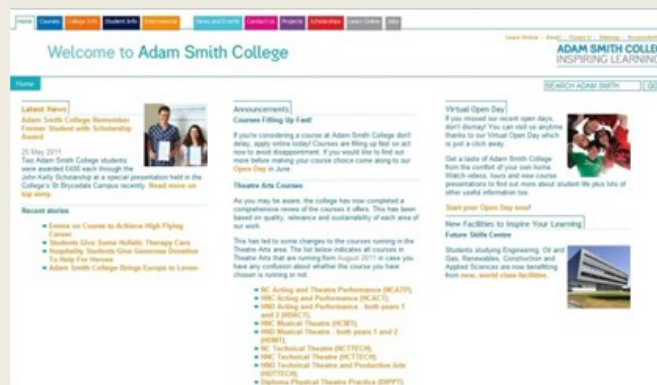 Home Courses College Info Student Info International News and Events Contact Us Projects Scholarships Learn Online Jobs
Learn Online
Email
Sitemap
Welcome to Adam Smith College
ADAM SMITH COLLEG
INSPIRING LEARNING
Home
SEARCH ADAM SMITH GO
Latest News
Adam Smith College Remember
Former Student with Scholarship
Award
25 May 2011
Two Adam Smith College students
were awarded £400 each through the
John Kelly Scholarship at a special presentation held in the
College's St Brycedale Campus recently. Read more on
top story.
Recent stories
Emma on Course to Achieve High Flying
Career
Students Give Some Holistic Therapy Care
Hospitality Students Give Generous Donation
To Help For Heroes
Adam Smith College Brings Europe to Leven
Announcements
Courses Filling Up Fast!
If you're considering a course at Adam Smith College don't
delay, apply online today! Courses are filling up fast so act
now to avoid disappointment. If you would like to find out
more before making your choice come along to our
Open Day in June.
Theatre Arts Courses
As you may be aware, the college has now completed a
comprehensive review of the courses it offers. This has been
based on quality, relevance and sustainability of each area of
our work.
This has led to some changes to the courses running in the
Theatre Arts area. The list below indicates all courses in
Theatre Arts that are running from August 2011 in case you
have any confusion about whether the course you have
chosen is running or not.
NC Acting and Theatre Performance (NCATP),
HNC Acting and Performance (HCACT),
HND Acting and Performance - both years 1
and 2 (HDACT),
HNC Musical Theatre (HCMT),
HND Musical Theatre - both years 1 and 2
(HDMT),
NC Technical Theatre (NCTTECH),
HNC Technical Theatre (HCTTECH),
HND Technical Theatre and Production Arts
(HDTTECH),
Diploma Physical Theatre Practice (DIPPT),
Virtual Open Day
If you missed our recent open days,
don't dismay! You can visit us anytime
thanks to our Virtual Open Day which
is just a click away.
Get a taste of Adam Smith College
from the comfort of your own home.
Watch videos, tours and view course
presentations to find out more about student life plus lots of
other useful information too.
Start your Open Day now!
New Facilities to Inspire Your Learning
Future Skills Centre
Students studying Engineering, Oil and
Gas, Renewables, Construction and
Applied Sciences are now benefitting
from new, world class facilities.